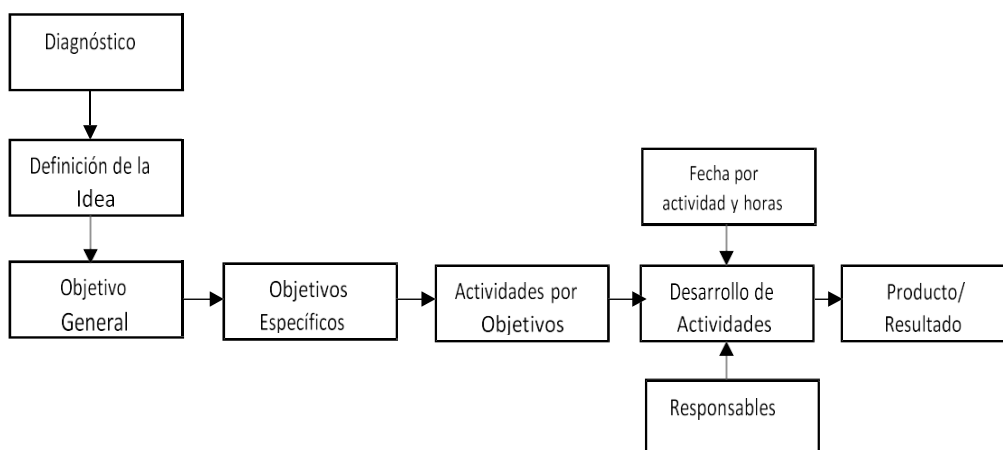 Diagnóstico
Definición de la
Idea
Fecha por
actividad y horas
Objetivo
General
Objetivos
Específicos
Actividades por
Objetivos
Desarrollo de
Actividades
Producto/
Resultado
Responsables